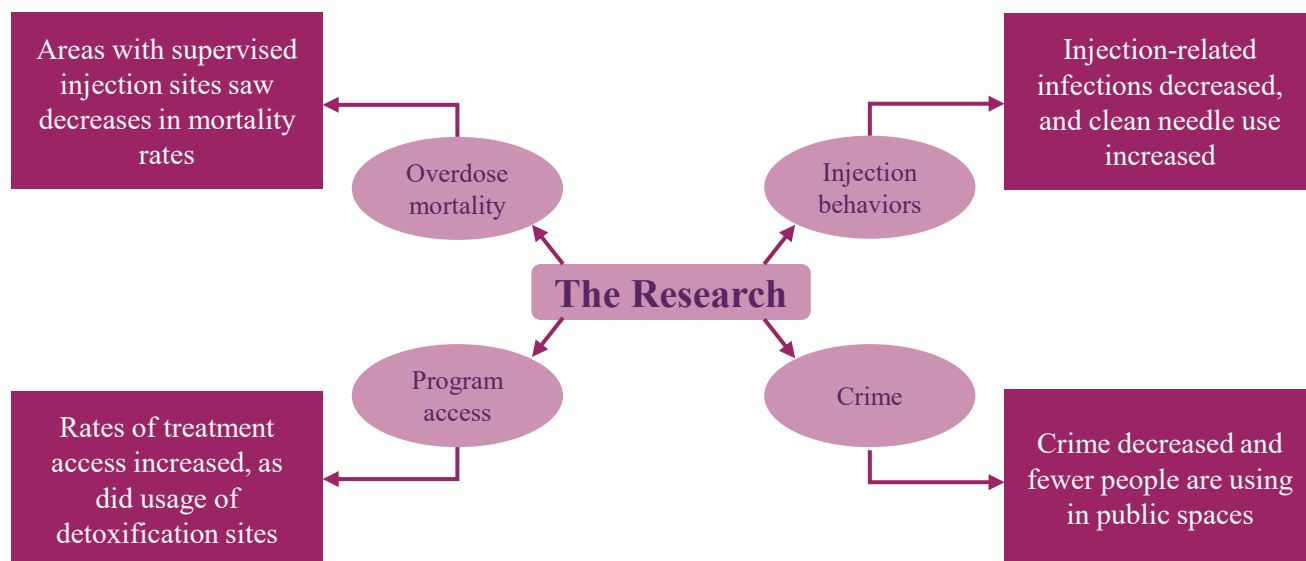 Areas with supervised
injection sites saw
decreases in mortality
rates
Overdose
mortality
Injection
behaviors
Injection-related
infections decreased,
and clean needle use
increased
The Research
Program
access
Rates of treatment
access increased, as
did usage of
detoxification sites
Crime
Crime decreased and
fewer people are using
in public spaces